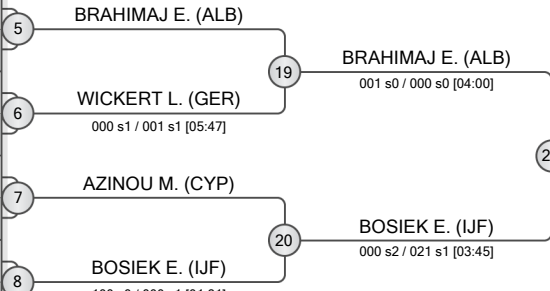 BRAHIMAJ E. (ALB)
5
19
BRAHIMAJ E. (ALB)
001 s0 / 000 s0 [04:00]
WICKERT L. (GER)
6
000 s1 / 001 s1 [05:47]
AZINOU M. (CYP)
7
20
BOSIEK E. (IJF)
000 s2 / 021 s1 [03:45]
BOSIEK E. (IJF)
8